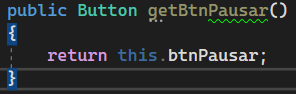 public Button getBtnPausar()
{
    return this.btnPausar;
}